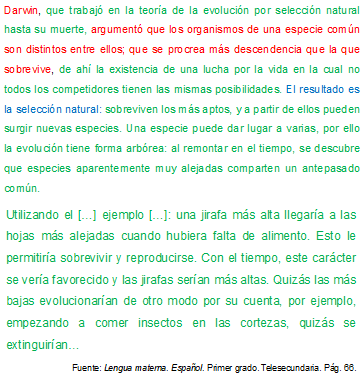 Darwin, que trabajó en la teoría de la evolución por selección natural
hasta su muerte, argumentó que los organismos de una especie común
son distintos entre ellos; que se procrea más descendencia que la que
sobrevive, de ahí la existencia de una lucha por la vida en la cual no
todos los competidores tienen las mismas posibilidades. El resultado es
la selección natural: sobreviven los más aptos, y a partir de ellos pueden
surgir nuevas especies. Una especie puede dar lugar a varias, por ello
la evolución tiene forma arbórea: al remontar en el tiempo, se descubre
que especies aparentemente muy alejadas comparten un antepasado
común.
Utilizando el [...] ejemplo [...]: una jirafa más alta llegaría a las
hojas más alejadas cuando hubiera falta de alimento. Esto le
permitiría sobrevivir y reproducirse. Con el tiempo, este carácter
se vería favorecido y las jirafas serían más altas. Quizás las más
bajas evolucionarían de otro modo por su cuenta, por ejemplo,
empezando a comer insectos en las cortezas, quizás se
extinguirían...
Fuente: Lengua materna. Español. Primer grado. Telesecundaria. Pág. 66.